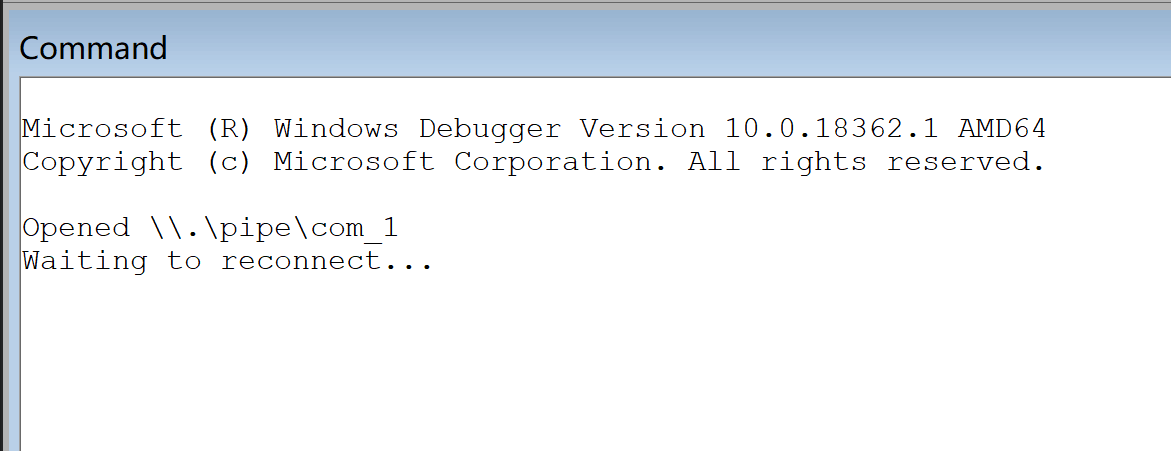 Command
Microsoft (R) Windows Debugger Version 10.0.18362.1 AMD64
Copyright (c) Microsoft Corporation. All rights reserved.
Opened \\.\pipe\com_1
Waiting to reconnect...